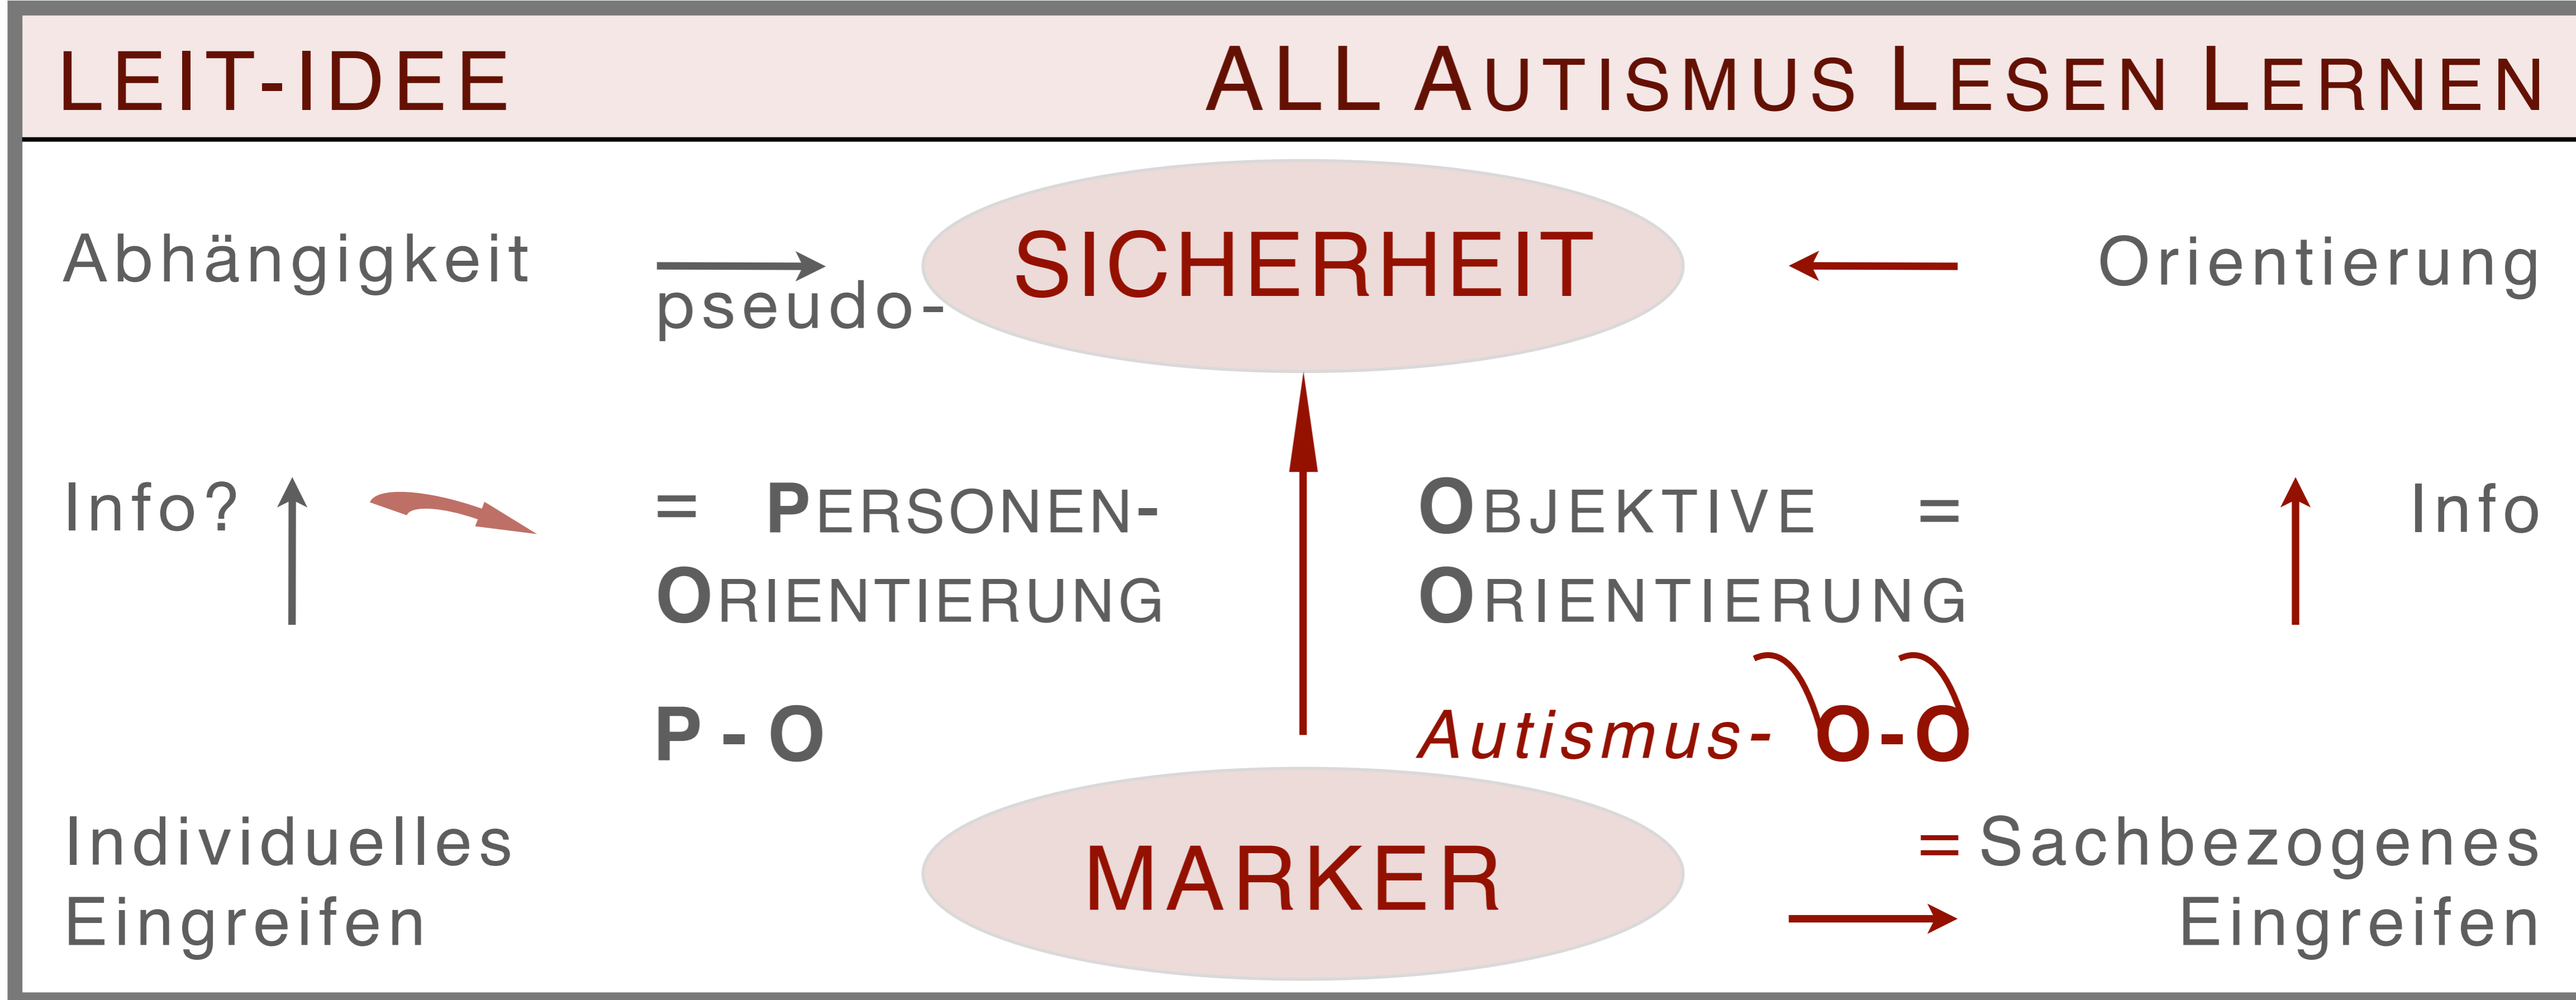 LEIT-IDEE ALL AUTISMUS LESEN LERNEN
Abhängigkeit
pseudo-
SICHERHEIT
Orientierung
Info?
= PERSONEN-
ORIENTIERUNG
P - O
OBJEKTIVE =
ORIENTIERUNG
Autismus- O-O
Info
Individuelles
Eingreifen
MARKER
= Sachbezogenes
Eingreifen